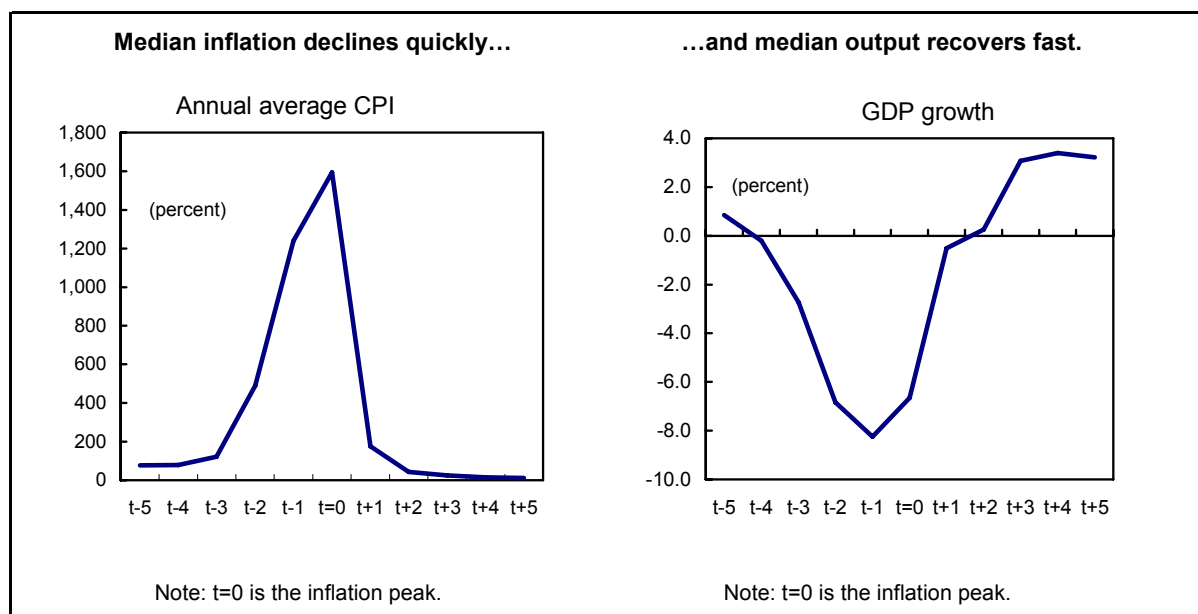 Median inflation declines quickly…
Annual average CPI
(percent)
1,800
1,600
1,400
1,200
1,000
800
600
400
200
0
t-5 t-4 t-3 t-2 t-1 t=0 t+1 t+2 t+3 t+4 t+5
Note: t=0 is the inflation peak.
…and median output recovers fast.
GDP growth
(percent)
4.0
2.0
0.0
-2.0
-4.0
-6.0
-8.0
-10.0
t-5 t-4 t-3 t-2 t-1 t=0 t+1 t+2 t+3 t+4 t+5
Note: t=0 is the inflation peak.